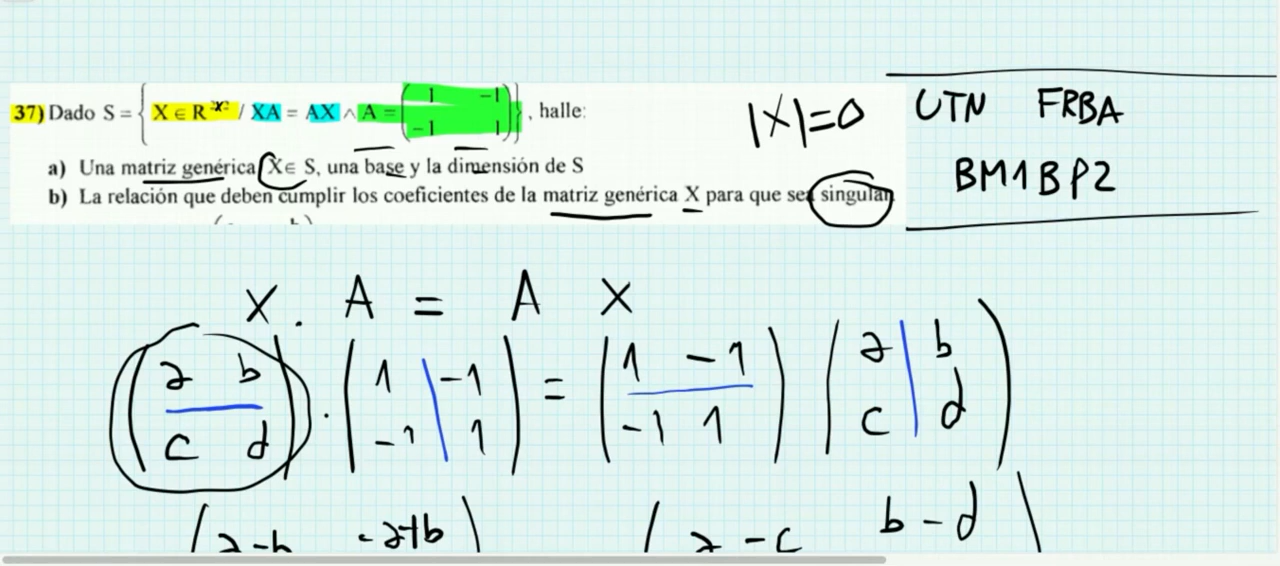 37) Dado S = { X ∈ R²ˣ² / XA = AX ∧ A = ( 1 −1
−1 1 ) }, halle:
a) Una matriz genérica X ∈ S, una base y la dimensión de S
b) La relación que deben cumplir los coeficientes de la matriz genérica X para que sea singular
|X|=0
UTN FRBA
BM1BP2
X . A = A X
( a b ) . ( 1 -1 ) = ( 1 -1 ) ( a b )
( c d ) ( -1 1 ) ( -1 1 ) ( c d )
( a-b -a+b ) ( a-c b-d )